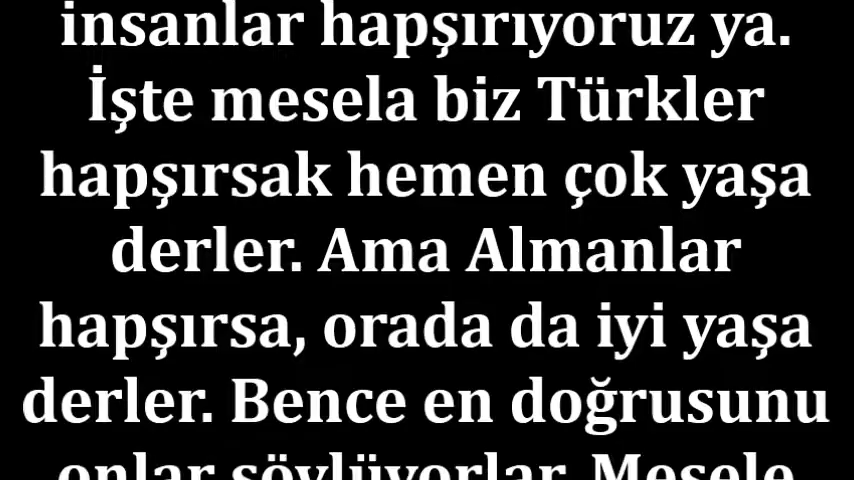 insanlar hapşırıyoruz ya.
İşte mesela biz Türkler
hapşırsak hemen çok yaşa
derler. Ama Almanlar
hapşırsa, orada da iyi yaşa
derler. Bence en doğrusunu
onlar söylüyorlar. Mesele